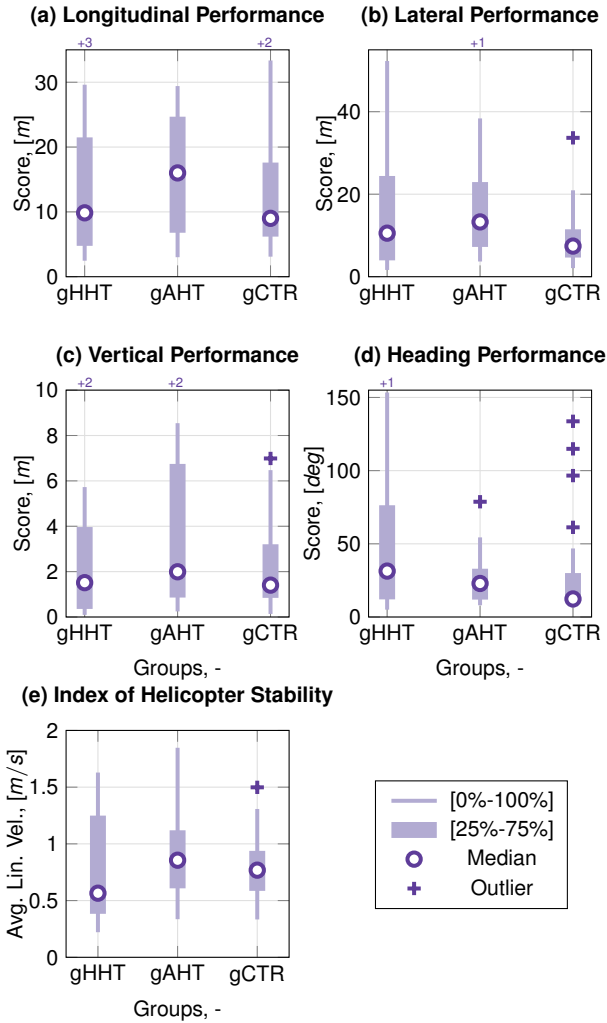 (a) Longitudinal Performance
+3
+2
30
20
10
0
Score, [m]
gHHT
gAHT
gCTR
(b) Lateral Performance
+1
40
20
0
Score, [m]
gHHT
gAHT
gCTR
(c) Vertical Performance
+2
+2
10
8
6
4
2
0
Score, [m]
gHHT
gAHT
gCTR
Groups, -
(d) Heading Performance
+1
150
100
50
0
Score, [deg]
gHHT
gAHT
gCTR
Groups, -
(e) Index of Helicopter Stability
2
1.5
1
0.5
0
Avg. Lin. Vel., [m/s]
gHHT
gAHT
gCTR
Groups, -
[0%-100%]
[25%-75%]
Median
Outlier